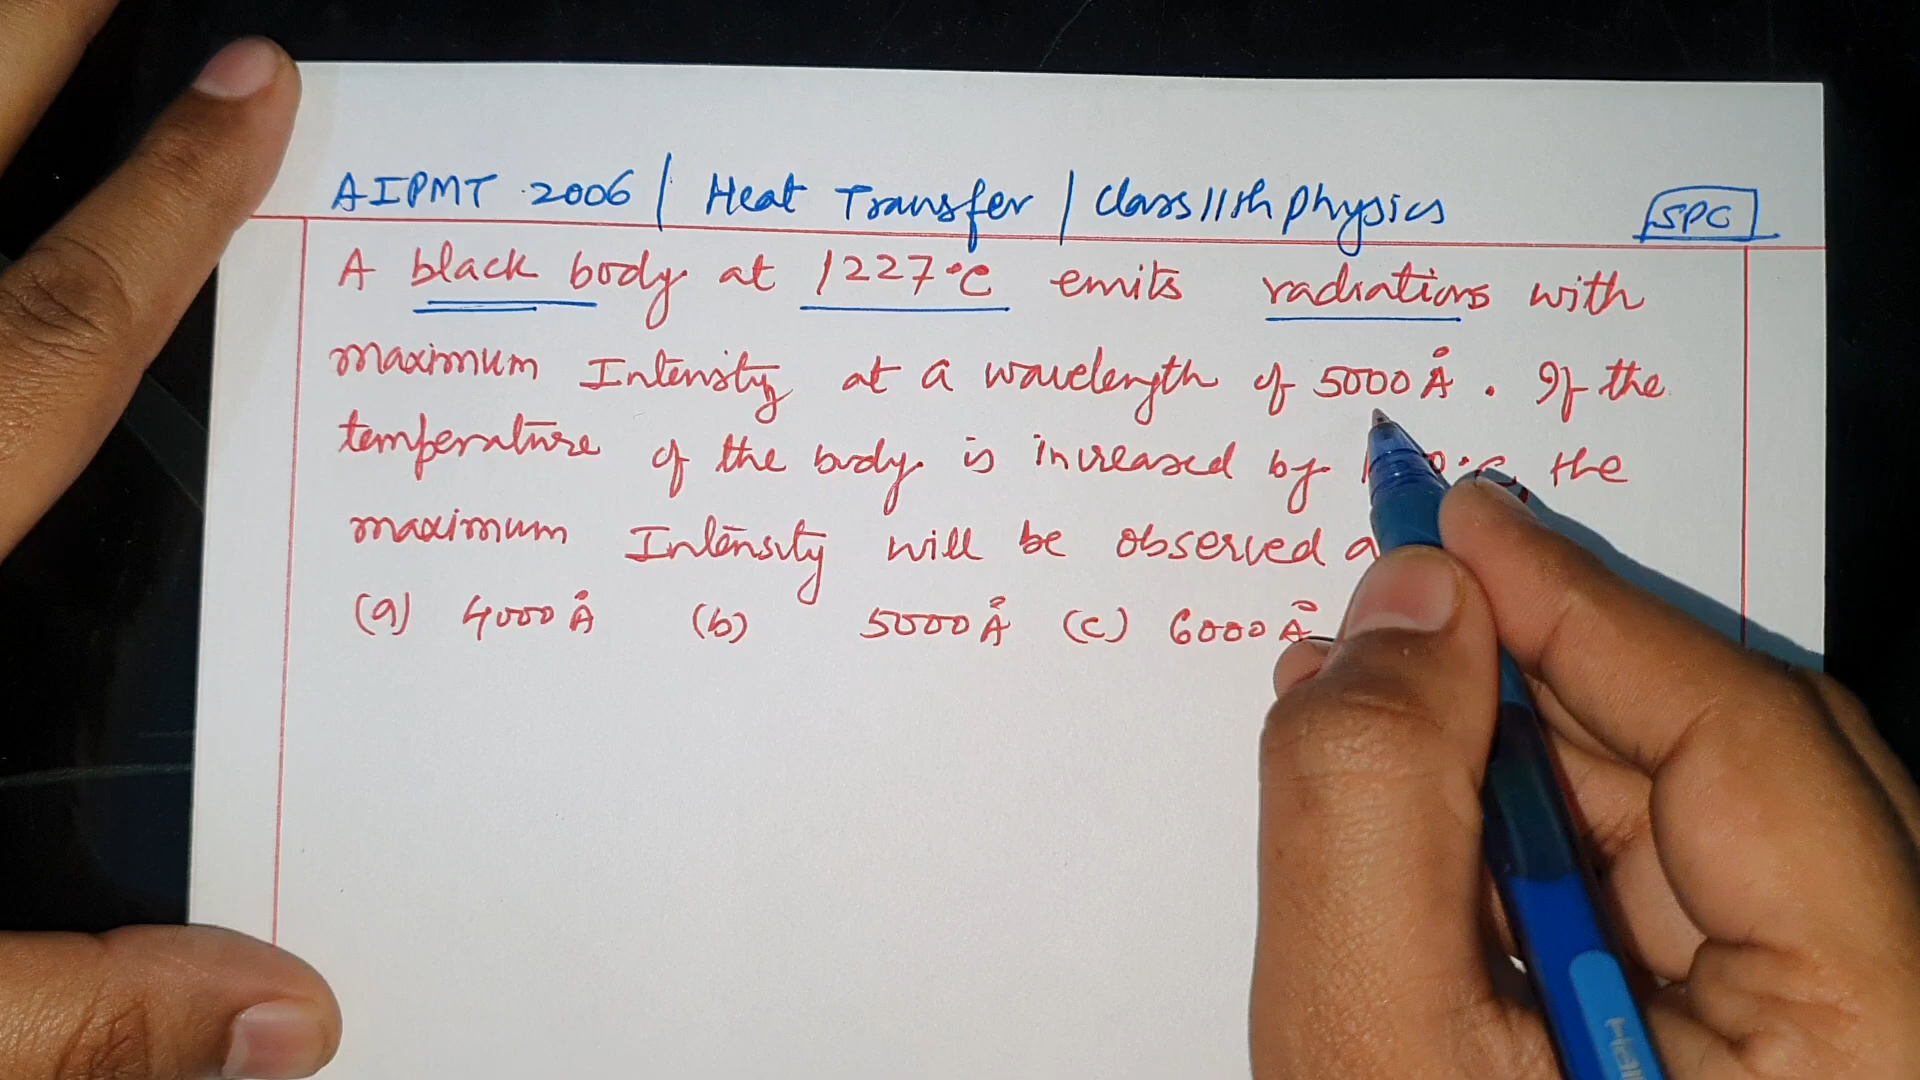 AIPMT 2006 | Heat Transfer | Class 11th physics SPC
A black body at 1227°C emits radiations with
maximum Intensity at a wavelength of 5000 Å. If the
temperature of the body is increased by the
maximum Intensity will be observed
(a) 4000 Å (b) 5000 Å (c) 6000 Å